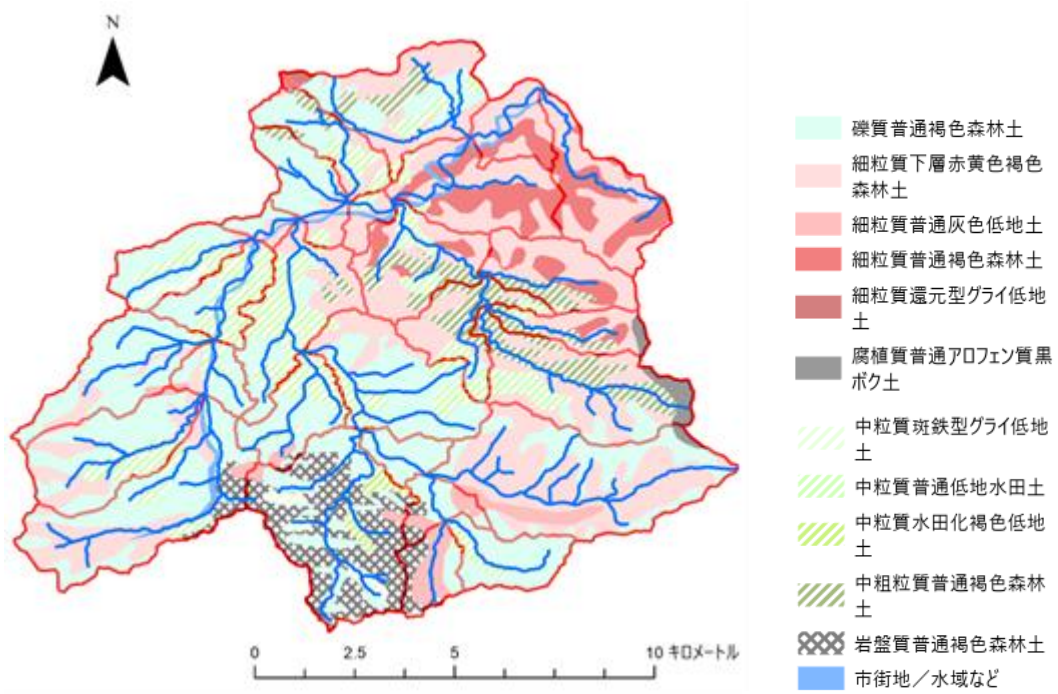 N
礫質普通褐色森林土
細粒質下層赤黄色褐色
森林土
細粒質普通灰色低地土
細粒質普通褐色森林土
細粒質還元型グライ低地
土
腐植質普通アロフェン質黒
ボク土
中粒質斑鉄型グライ低地
土
中粒質普通低地水田土
中粒質水田化褐色低地
土
中粗粒質普通褐色森林
土
岩盤質普通褐色森林土
市街地／水域など
0 2.5 5 10 キロメートル